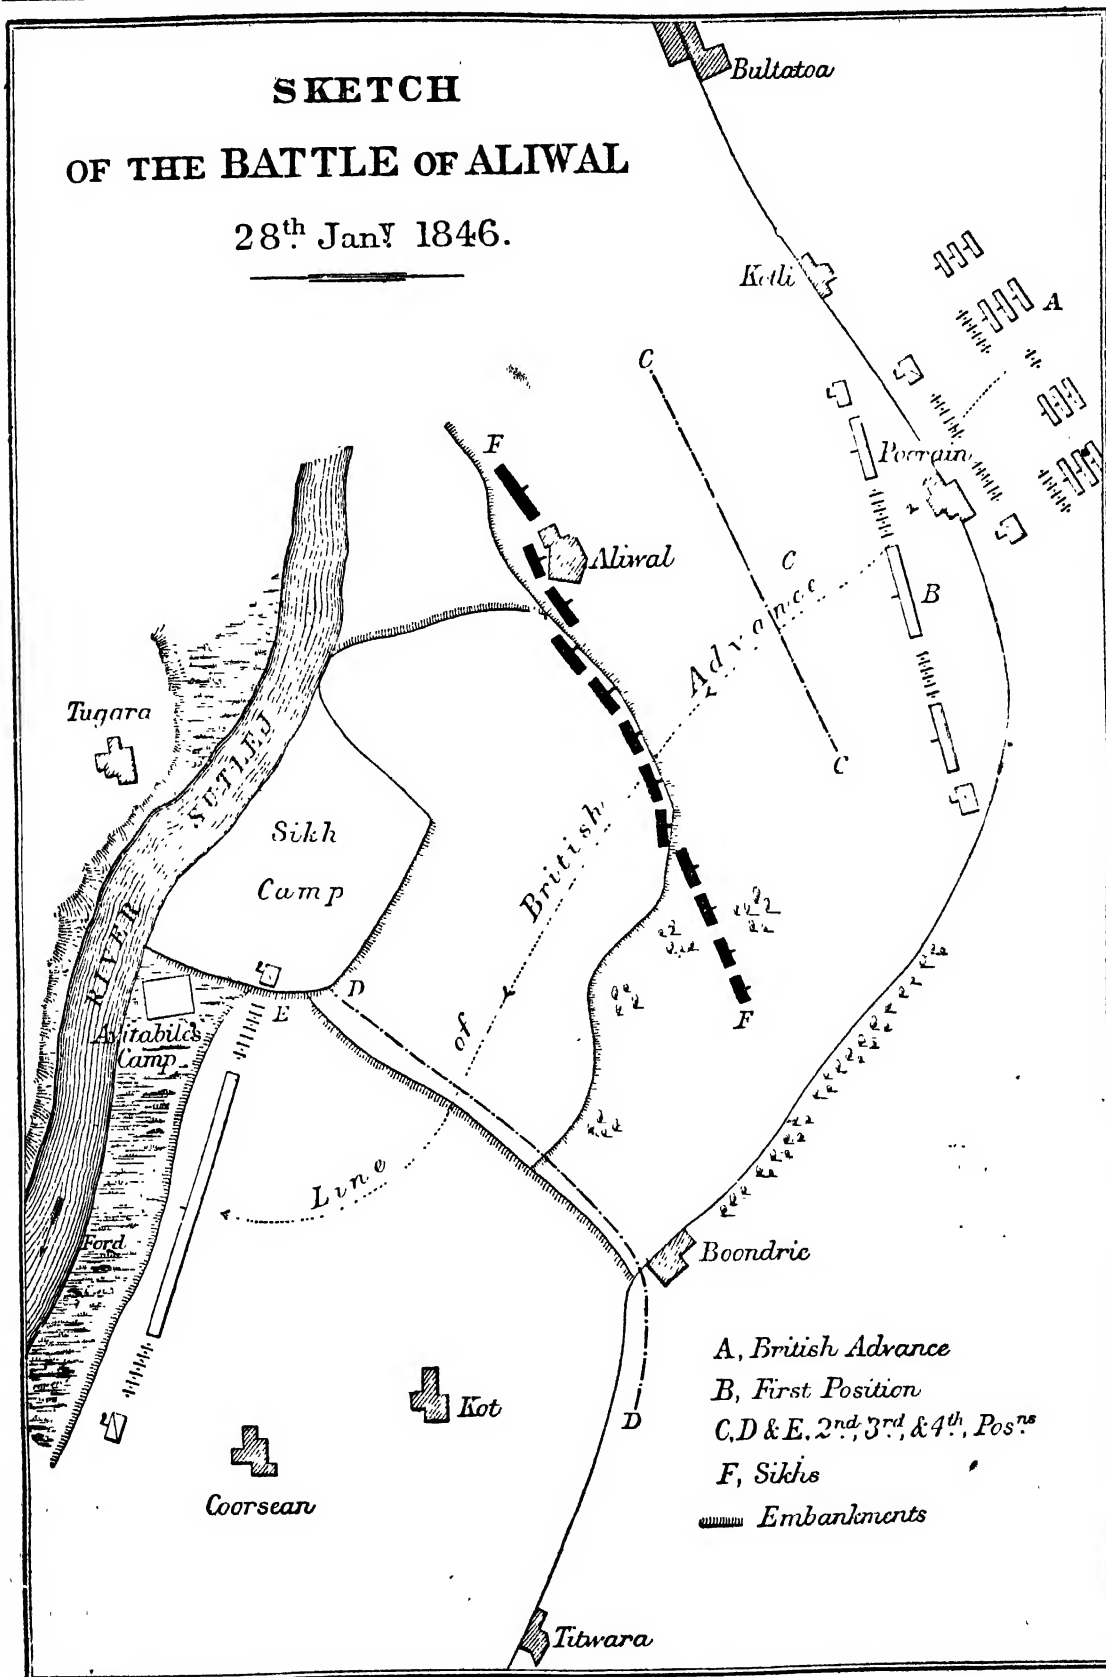 SKETCH
OF THE BATTLE OF ALIWAL
28th Jany 1846.
Bultatoa
Ketli
A
C
F
Poorain
Aliwal
C
B
Advance
Tugara
C
RIVER SUTLEJ
British
Sikh
Camp
D
E
F
of
Avitabile's
Camp
Line
Ford
Boondrie
A, British Advance
B, First Position
C, D & E, 2nd, 3rd, & 4th, Posns
F, Sikhs
Embankments
Kot
D
Coorsean
Titwara